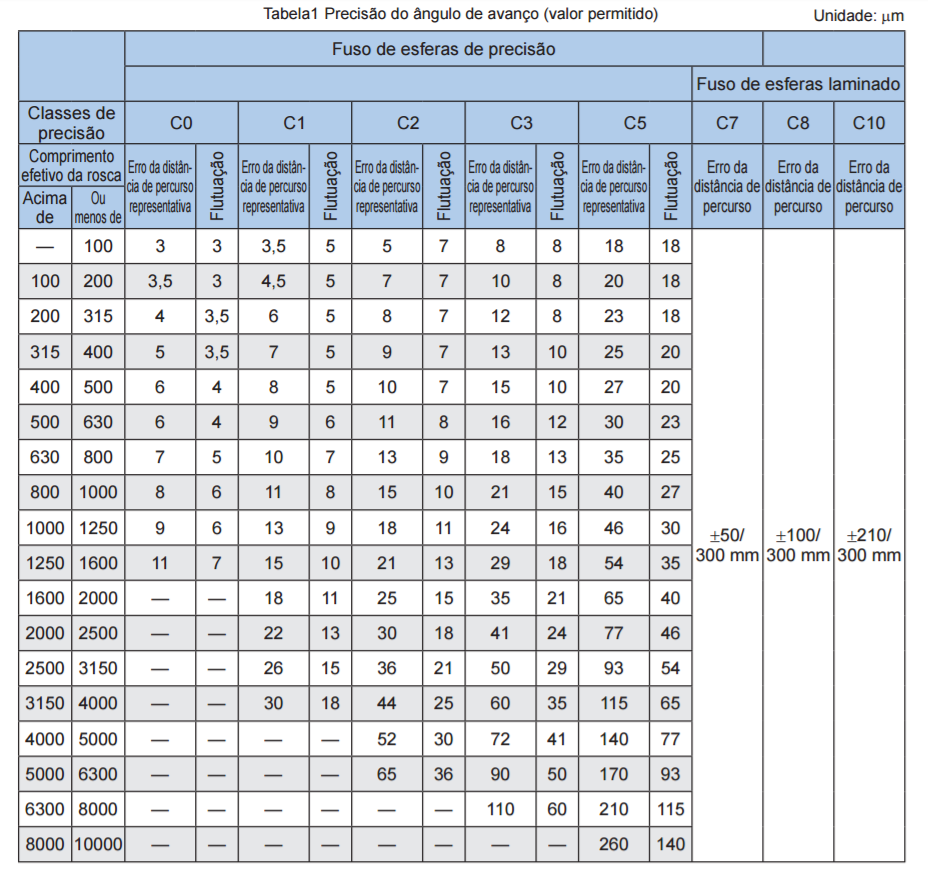 Tabela1 Precisão do ângulo de avanço (valor permitido)
Unidade: μm
Fuso de esferas de precisão
Fuso de esferas laminado
Classes de precisão C0 C1 C2 C3 C5 C7 C8 C10
Comprimento efetivo da rosca
Acima de
Ou menos de
Erro da distân-cia de percurso representativa Flutuação Erro da distân-cia de percurso representativa Flutuação Erro da distân-cia de percurso representativa Flutuação Erro da distân-cia de percurso representativa Flutuação Erro da distân-cia de percurso representativa Flutuação Erro da distância de percurso Erro da distância de percurso Erro da distância de percurso
— 100 3 3 3,5 5 5 7 8 8 18 18
100 200 3,5 3 4,5 5 7 7 10 8 20 18
200 315 4 3,5 6 5 8 7 12 8 23 18
315 400 5 3,5 7 5 9 7 13 10 25 20
400 500 6 4 8 5 10 7 15 10 27 20
500 630 6 4 9 6 11 8 16 12 30 23
630 800 7 5 10 7 13 9 18 13 35 25
800 1000 8 6 11 8 15 10 21 15 40 27
1000 1250 9 6 13 9 18 11 24 16 46 30
±50/ 300 mm ±100/ 300 mm ±210/ 300 mm
1250 1600 11 7 15 10 21 13 29 18 54 35
1600 2000 — — 18 11 25 15 35 21 65 40
2000 2500 — — 22 13 30 18 41 24 77 46
2500 3150 — — 26 15 36 21 50 29 93 54
3150 4000 — — 30 18 44 25 60 35 115 65
4000 5000 — — — — 52 30 72 41 140 77
5000 6300 — — — — 65 36 90 50 170 93
6300 8000 — — — — — — 110 60 210 115
8000 10000 — — — — — — — — 260 140